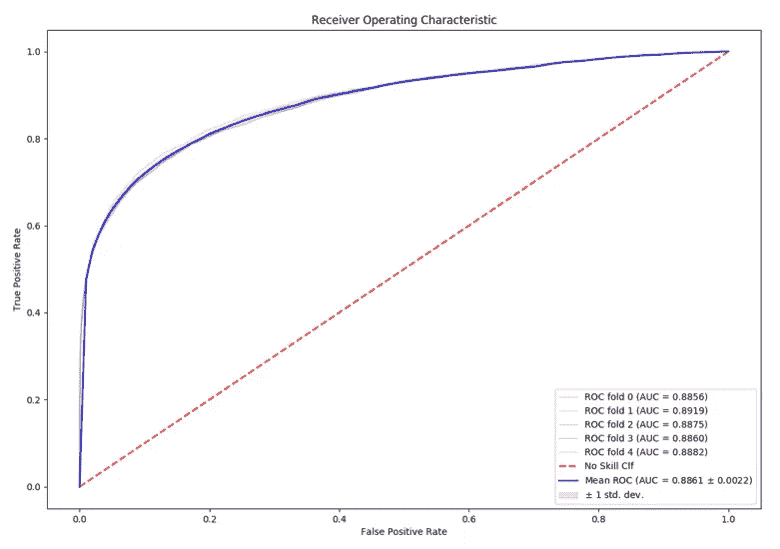 Receiver Operating Characteristic
1.0
0.8
0.6
0.4
0.2
0.0
True Positive Rate
0.0 0.2 0.4 0.6 0.8 1.0
False Positive Rate
ROC fold 0 (AUC = 0.8856)
ROC fold 1 (AUC = 0.8919)
ROC fold 2 (AUC = 0.8875)
ROC fold 3 (AUC = 0.8860)
ROC fold 4 (AUC = 0.8882)
No Skill Clf
Mean ROC (AUC = 0.8861 ± 0.0022)
± 1 std. dev.